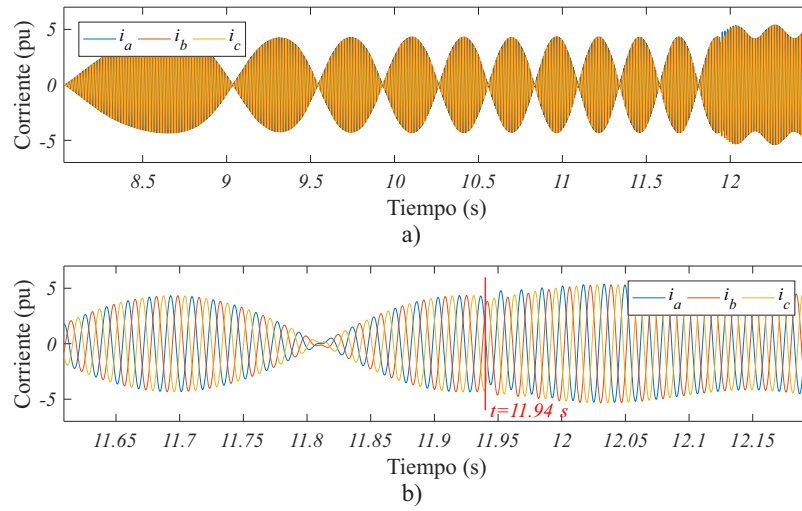 Corriente (pu)
5
0
-5
i_a i_b i_c
8.5 9 9.5 10 10.5 11 11.5 12
Tiempo (s)
a)
Corriente (pu)
5
0
-5
i_a i_b i_c
t=11.94 s
11.65 11.7 11.75 11.8 11.85 11.9 11.95 12 12.05 12.1 12.15
Tiempo (s)
b)